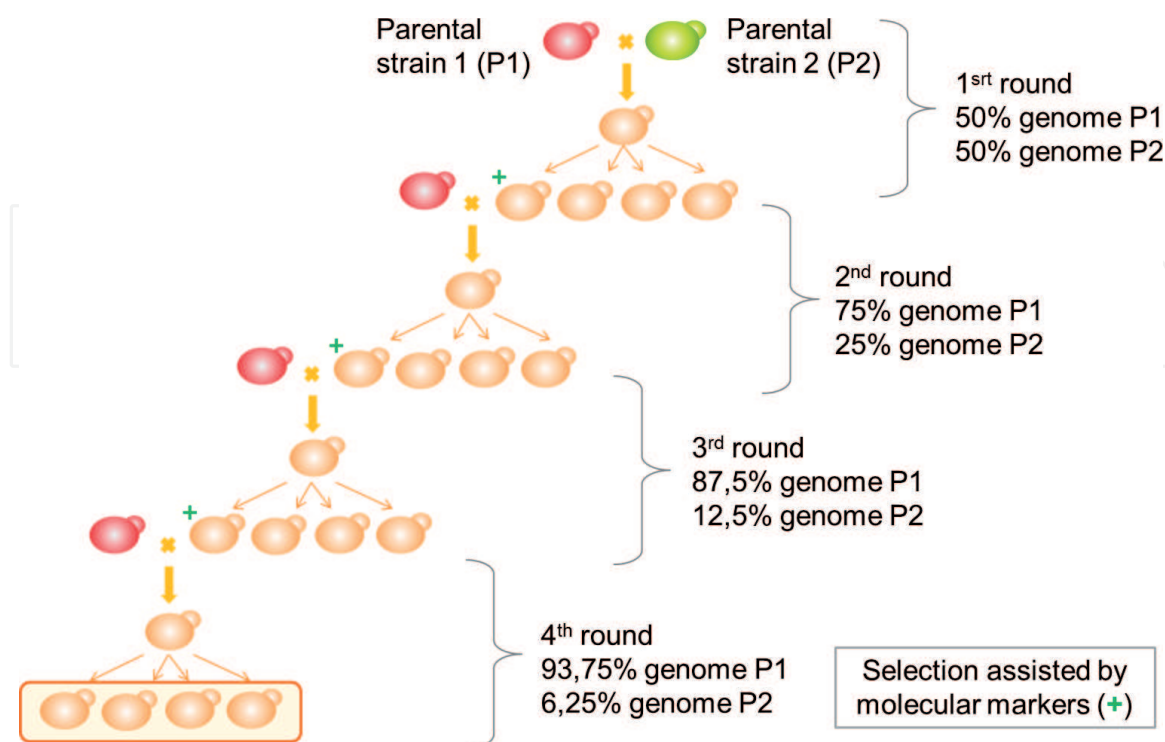 Parental
strain 1 (P1)
Parental
strain 2 (P2)
1srt round
50% genome P1
50% genome P2
+
2nd round
75% genome P1
25% genome P2
+
3rd round
87,5% genome P1
12,5% genome P2
+
4th round
93,75% genome P1
6,25% genome P2
Selection assisted by
molecular markers (+)